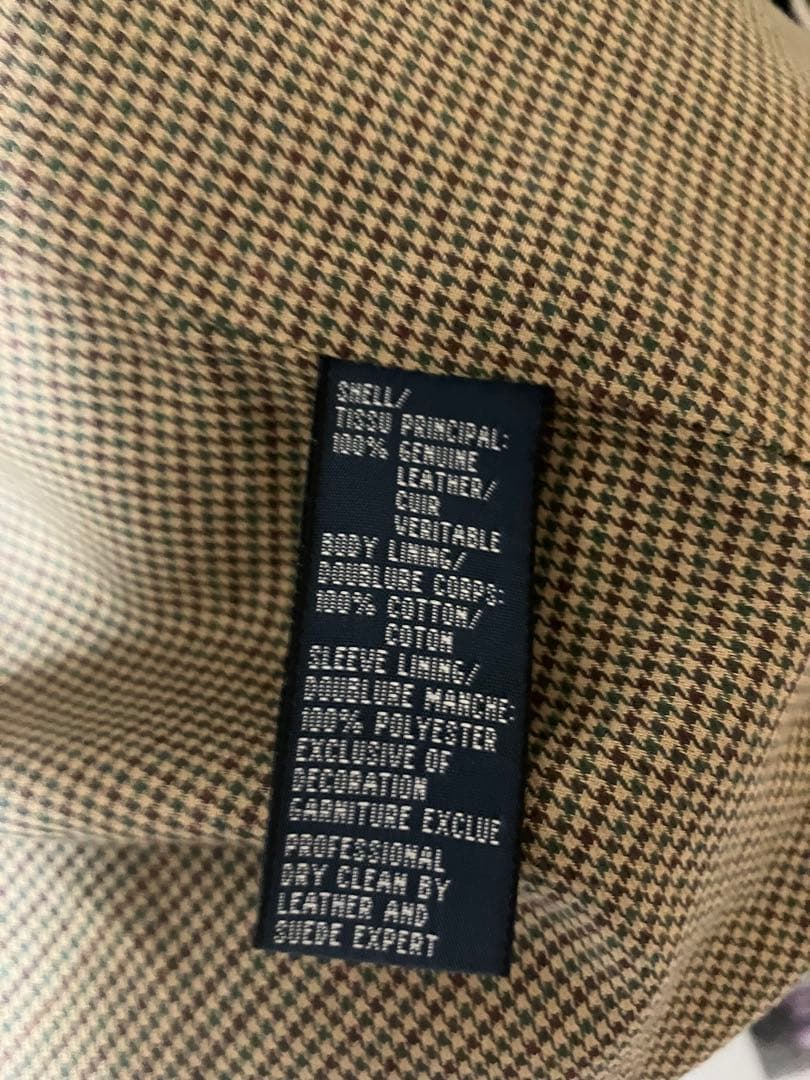 SHELL/
TISSU PRINCIPAL:
100% GENUINE
LEATHER/
CUIR
VERITABLE
BODY LINING/
DOUBLURE CORPS:
100% COTTON/
COTON
SLEEVE LINING/
DOUBLURE MANCHE:
100% POLYESTER
EXCLUSIVE OF
DECORATION
GARNITURE EXCLUE
PROFESSIONAL
DRY CLEAN BY
LEATHER AND
SUEDE EXPERT